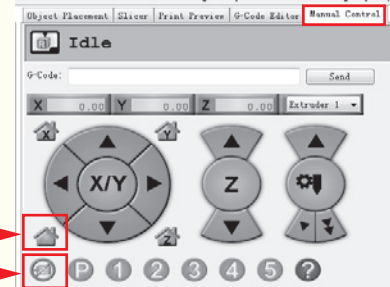 Object Placement Slicer Print Preview G-Code Editor Manual Control
Idle
G-Code: Send
X 0.00 Y 0.00 Z 0.00 Extruder 1
X Y
X/Y Z
Z
P 1 2 3 4 5 ?